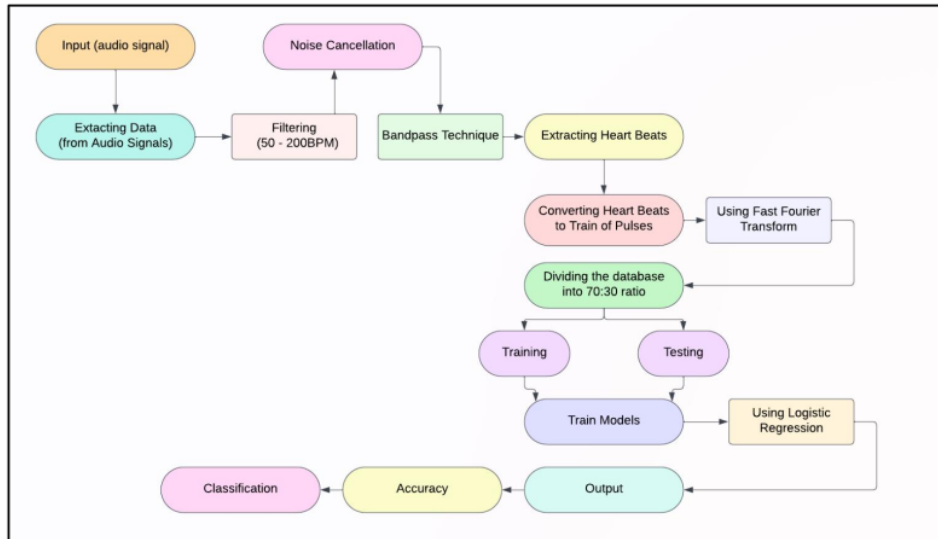 Input (audio signal)
Extacting Data
(from Audio Signals)
Filtering
(50 - 200BPM)
Noise Cancellation
Bandpass Technique
Extracting Heart Beats
Converting Heart Beats
to Train of Pulses
Using Fast Fourier
Transform
Dividing the database
into 70:30 ratio
Training
Testing
Train Models
Using Logistic
Regression
Output
Accuracy
Classification